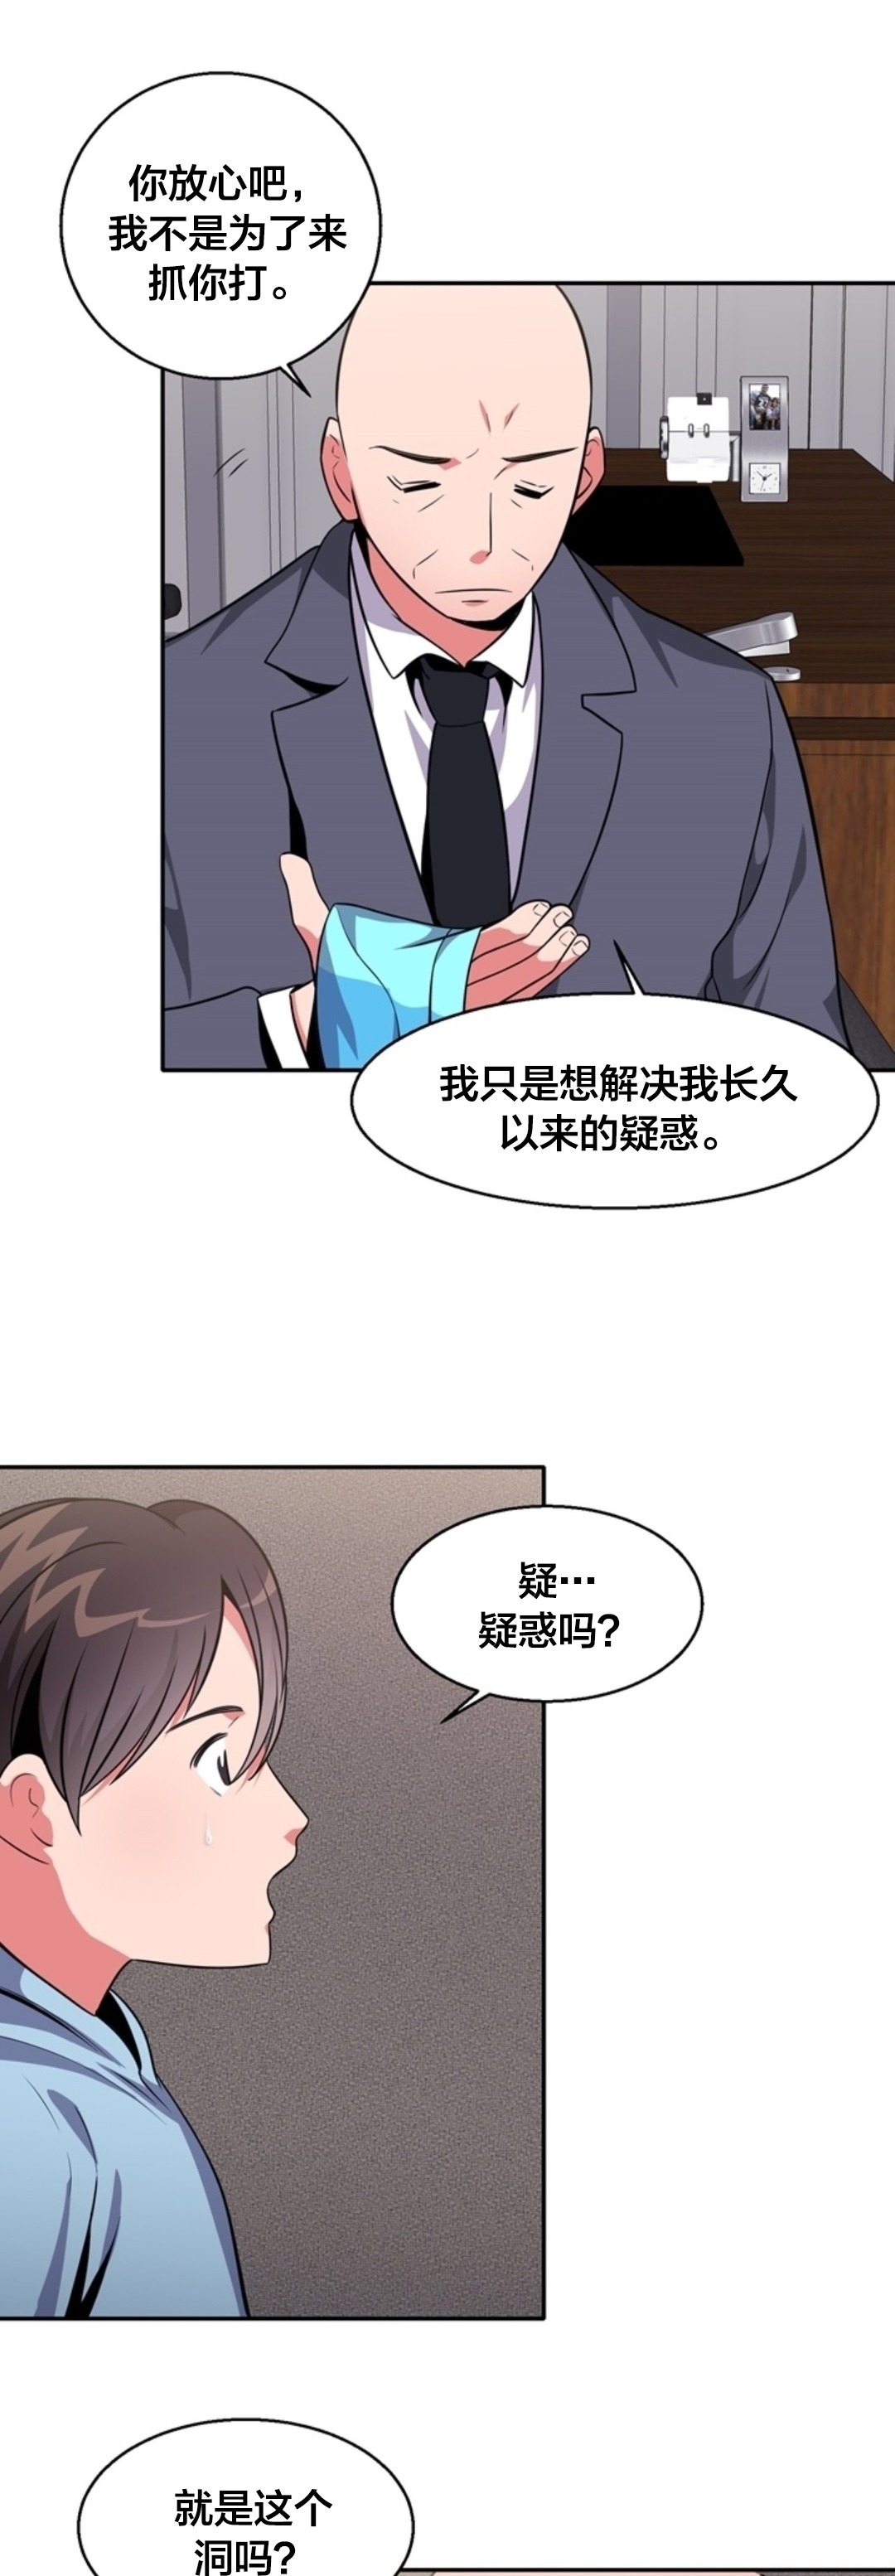 你放心吧，
我不是为了来
抓你打。
我只是想解决我长久
以来的疑惑。
疑…
疑惑吗？
就是这个
洞吗？